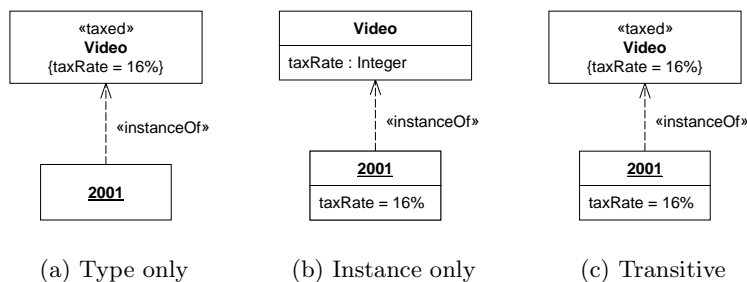 «taxed»
Video
{taxRate = 16%}
«instanceOf»
2001
(a) Type only
Video
taxRate : Integer
«instanceOf»
2001
taxRate = 16%
(b) Instance only
«taxed»
Video
{taxRate = 16%}
«instanceOf»
2001
taxRate = 16%
(c) Transitive